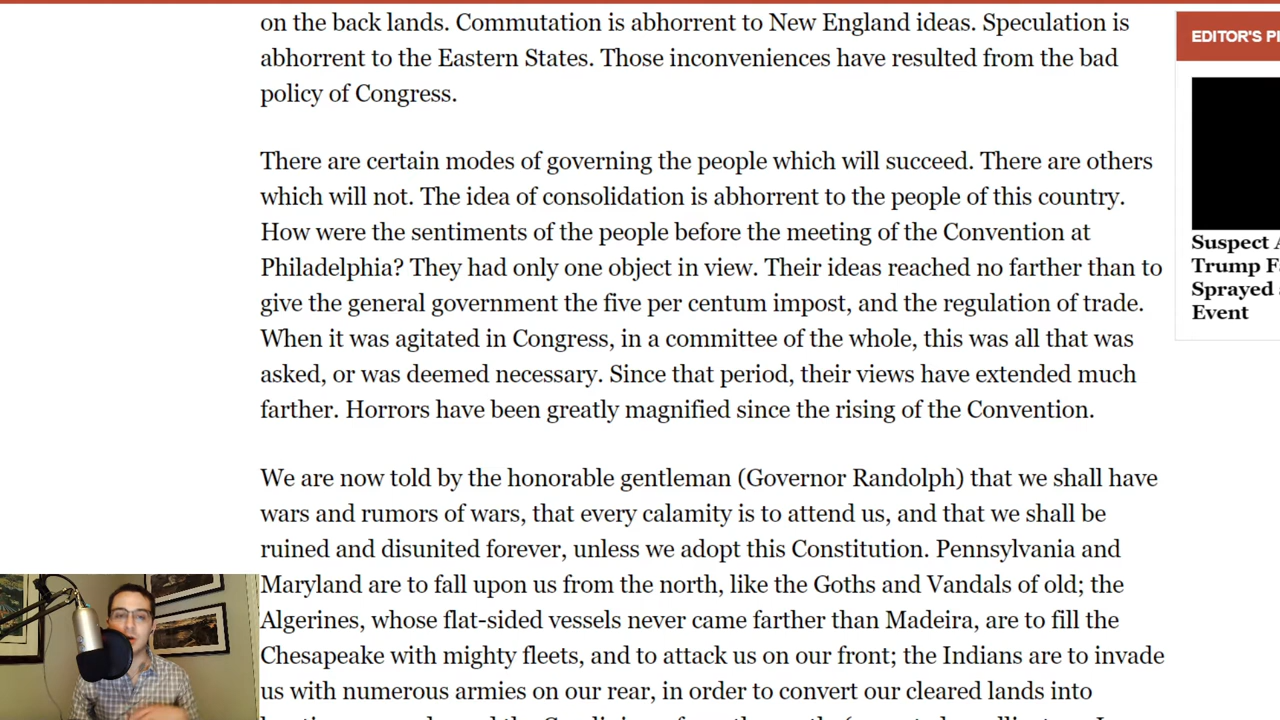 on the back lands. Commutation is abhorrent to New England ideas. Speculation is
abhorrent to the Eastern States. Those inconveniences have resulted from the bad
policy of Congress.
There are certain modes of governing the people which will succeed. There are others
which will not. The idea of consolidation is abhorrent to the people of this country.
How were the sentiments of the people before the meeting of the Convention at
Philadelphia? They had only one object in view. Their ideas reached no farther than to
give the general government the five per centum impost, and the regulation of trade.
When it was agitated in Congress, in a committee of the whole, this was all that was
asked, or was deemed necessary. Since that period, their views have extended much
farther. Horrors have been greatly magnified since the rising of the Convention.
We are now told by the honorable gentleman (Governor Randolph) that we shall have
wars and rumors of wars, that every calamity is to attend us, and that we shall be
ruined and disunited forever, unless we adopt this Constitution. Pennsylvania and
Maryland are to fall upon us from the north, like the Goths and Vandals of old; the
Algerines, whose flat-sided vessels never came farther than Madeira, are to fill the
Chesapeake with mighty fleets, and to attack us on our front; the Indians are to invade
us with numerous armies on our rear, in order to convert our cleared lands into
EDITOR'S PI
Suspect A
Trump F
Sprayed
Event